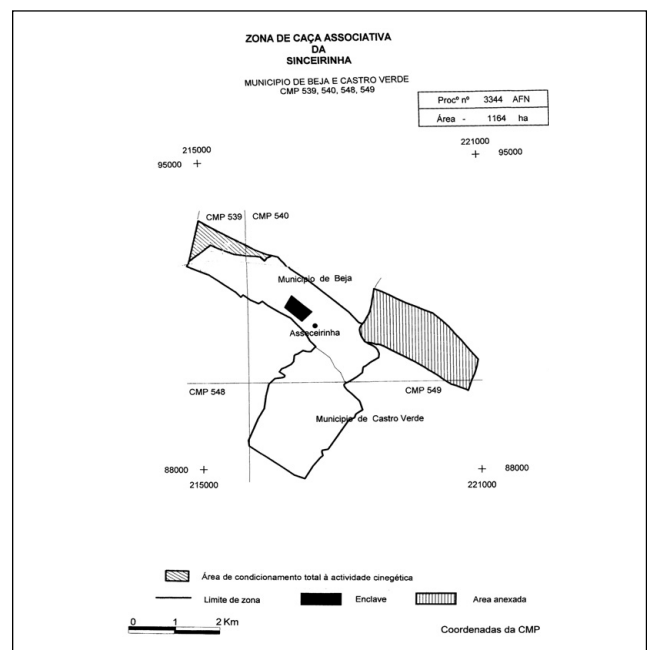 ZONA DE CAÇA ASSOCIATIVA
DA
SINCEIRINHA
MUNICIPIO DE BEJA E CASTRO VERDE
CMP 539, 540, 548, 549
Procº nº 3344 AFN
Área - 1164 ha
215000
95000
221000
95000
CMP 539
CMP 540
Municipio de Beja
Asseceirinha
CMP 548
CMP 549
Municipio de Castro Verde
88000
215000
88000
221000
Área de condicionamento total à actividade cinegética
Limite de zona
Enclave
Area anexada
0 1 2 Km
Coordenadas da CMP